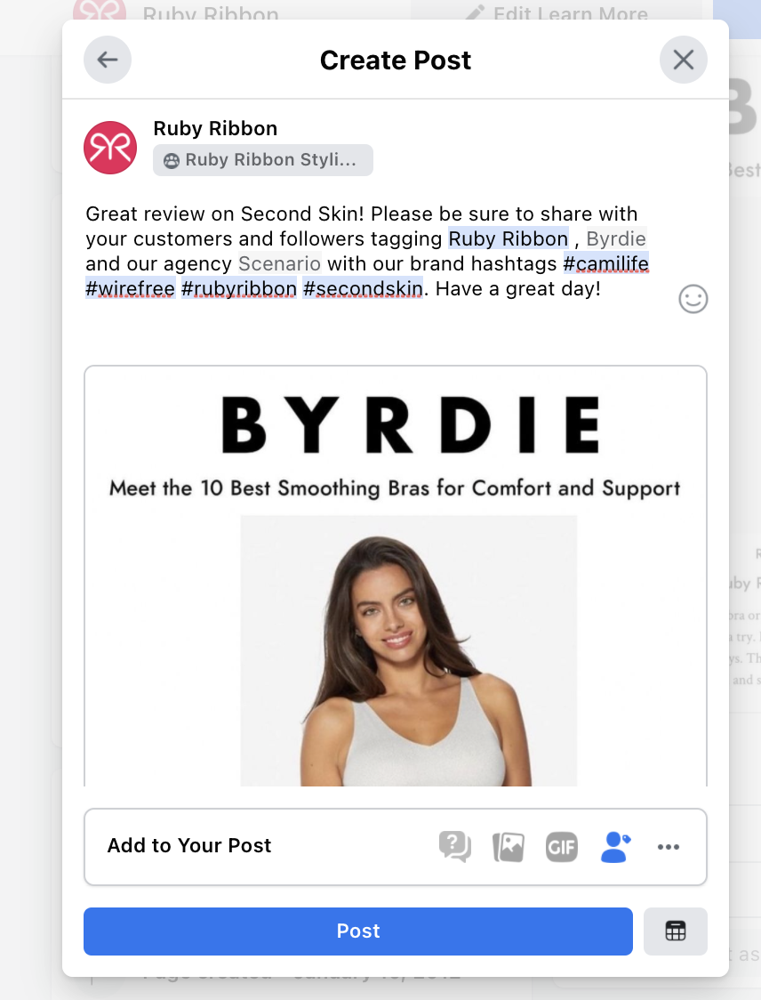 Ruby Ribbon
Edit Learn More
Create Post
Ruby Ribbon
Ruby Ribbon Styli...
Great review on Second Skin! Please be sure to share with
your customers and followers tagging Ruby Ribbon , Byrdie
and our agency Scenario with our brand hashtags #camilife
#wirefree #rubyribbon #secondskin. Have a great day!
BYRDIE
Meet the 10 Best Smoothing Bras for Comfort and Support
Add to Your Post
GIF
Post
Page created - January